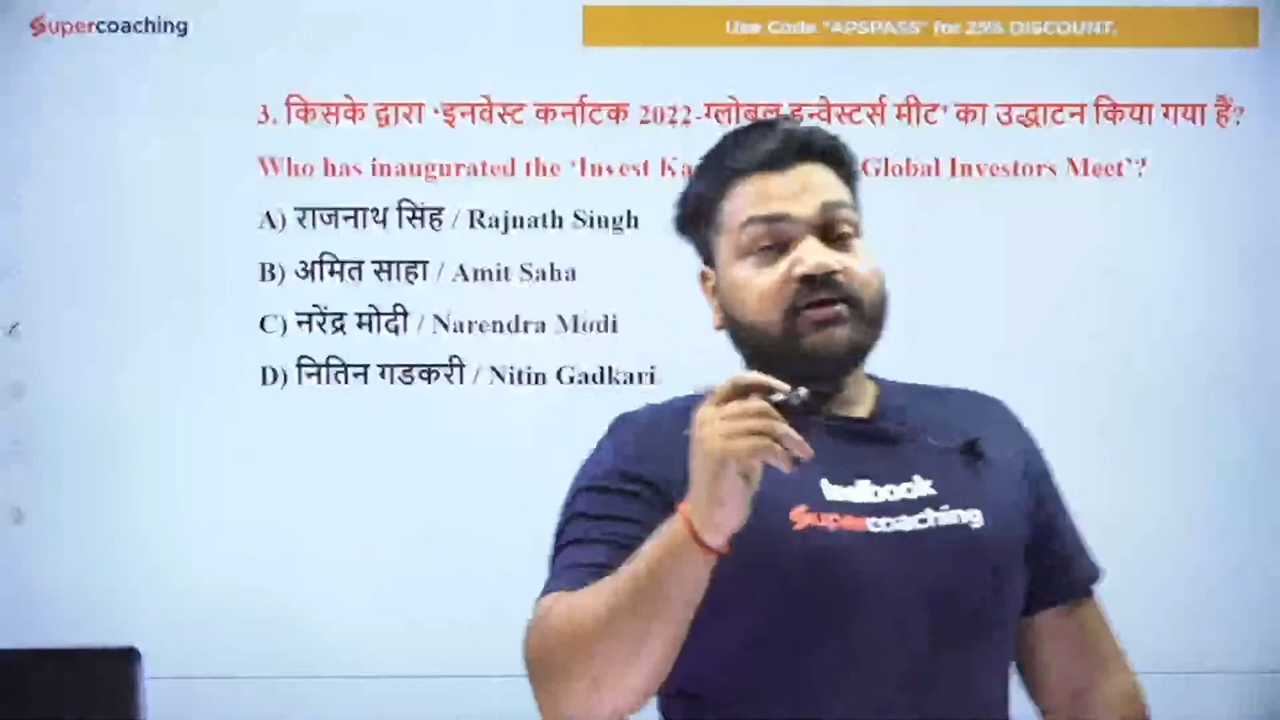 Supercoaching
Use Code "APSPASS" for 25% DISCOUNT.
3. किसके द्वारा ‘इनवेस्ट कर्नाटक 2022-ग्लोबल इन्वेस्टर्स मीट’ का उद्घाटन किया गया हैं?
Who has inaugurated the ‘Invest Ka Global Investors Meet’?
A) राजनाथ सिंह / Rajnath Singh
B) अमित साहा / Amit Saha
C) नरेंद्र मोदी / Narendra Modi
D) नितिन गडकरी / Nitin Gadkari
testbook
Supercoaching